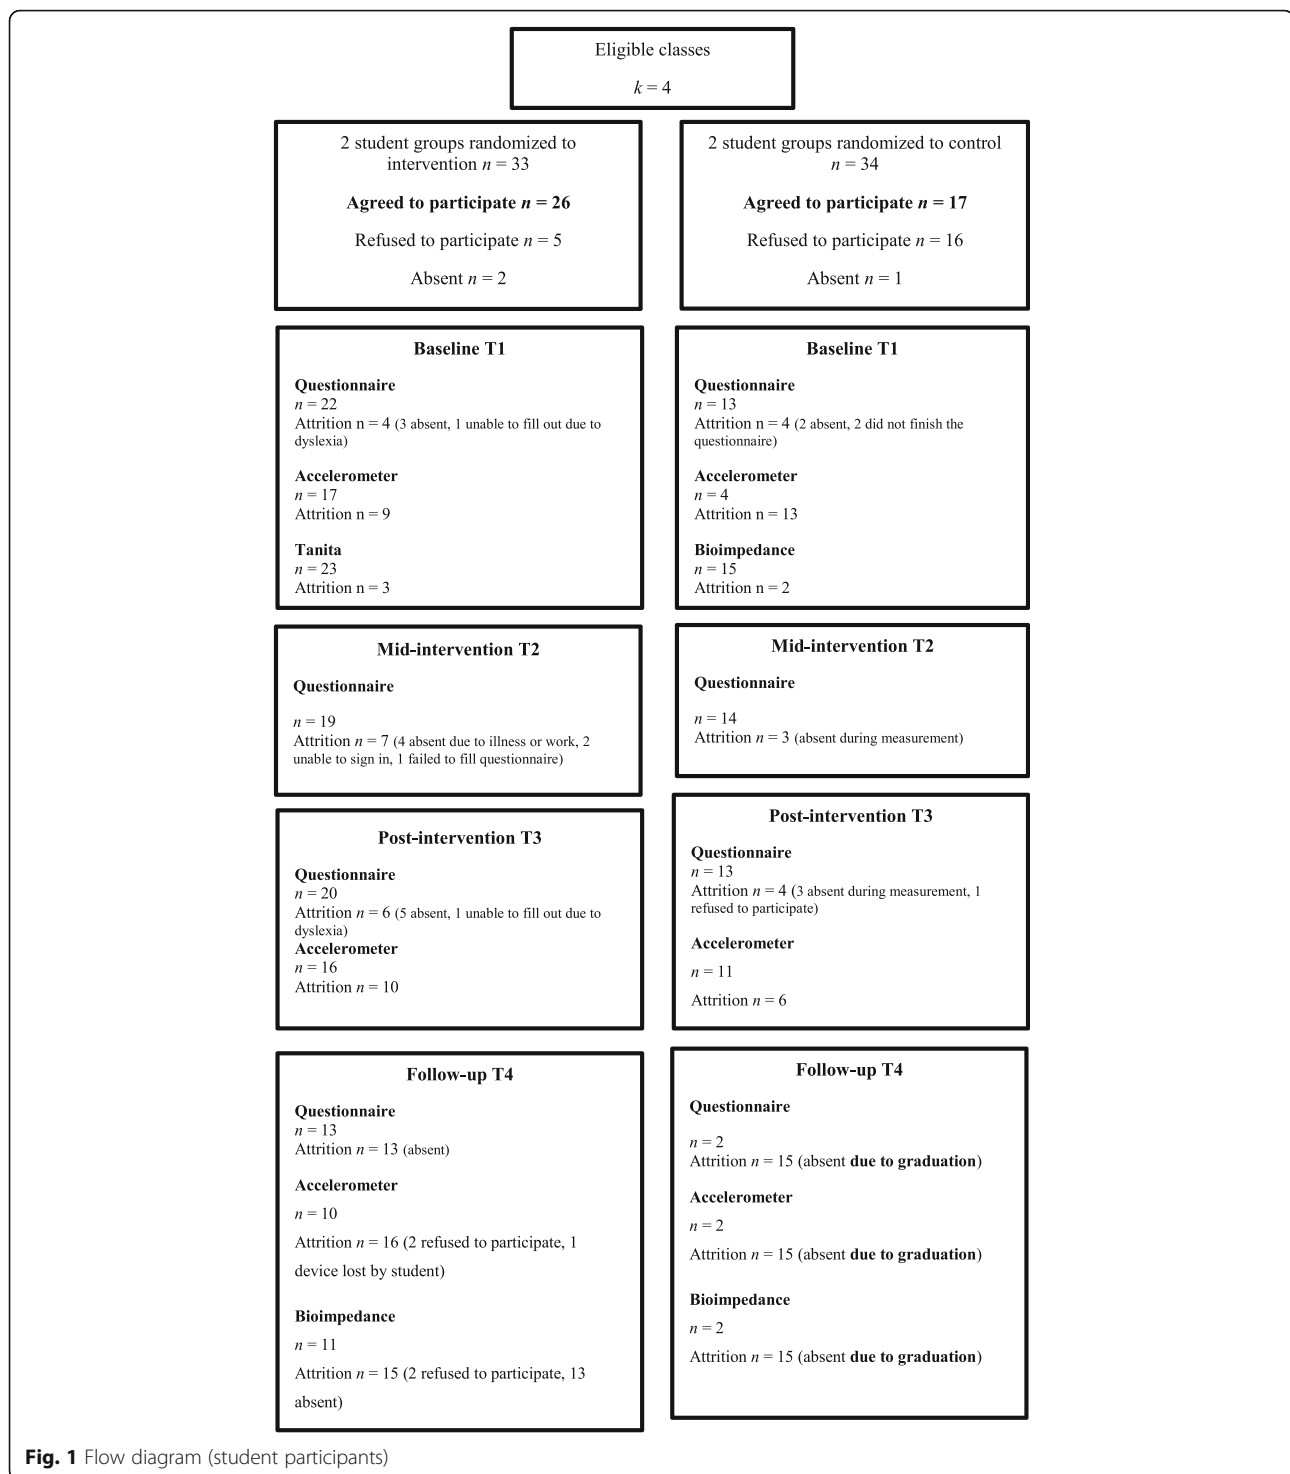 Eligible classes
k = 4
2 student groups randomized to
intervention n = 33
Agreed to participate n = 26
Refused to participate n = 5
Absent n = 2
2 student groups randomized to control
n = 34
Agreed to participate n = 17
Refused to participate n = 16
Absent n = 1
Baseline T1
Questionnaire
n = 22
Attrition n = 4 (3 absent, 1 unable to fill out due to
dyslexia)
Accelerometer
n = 17
Attrition n = 9
Tanita
n = 23
Attrition n = 3
Baseline T1
Questionnaire
n = 13
Attrition n = 4 (2 absent, 2 did not finish the
questionnaire)
Accelerometer
n = 4
Attrition n = 13
Bioimpedance
n = 15
Attrition n = 2
Mid-intervention T2
Questionnaire
n = 19
Attrition n = 7 (4 absent due to illness or work, 2
unable to sign in, 1 failed to fill questionnaire)
Mid-intervention T2
Questionnaire
n = 14
Attrition n = 3 (absent during measurement)
Post-intervention T3
Questionnaire
n = 20
Attrition n = 6 (5 absent, 1 unable to fill out due to
dyslexia)
Accelerometer
n = 16
Attrition n = 10
Post-intervention T3
Questionnaire
n = 13
Attrition n = 4 (3 absent during measurement, 1
refused to participate)
Accelerometer
n = 11
Attrition n = 6
Follow-up T4
Questionnaire
n = 13
Attrition n = 13 (absent)
Accelerometer
n = 10
Attrition n = 16 (2 refused to participate, 1
device lost by student)
Bioimpedance
n = 11
Attrition n = 15 (2 refused to participate, 13
absent)
Follow-up T4
Questionnaire
n = 2
Attrition n = 15 (absent due to graduation)
Accelerometer
n = 2
Attrition n = 15 (absent due to graduation)
Bioimpedance
n = 2
Attrition n = 15 (absent due to graduation)
Fig. 1 Flow diagram (student participants)